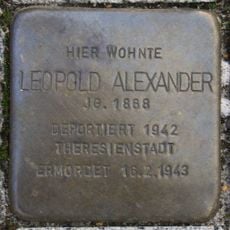 HIER WOHNTE
LEOPOLD ALEXANDER
JG. 1868
DEPORTIERT 1942
THERESIENSTADT
ERMORDET 16.2.1943